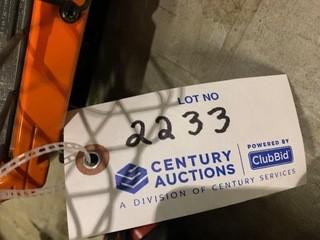 LOT NO
2233
CENTURY
AUCTIONS
POWERED BY
ClubBid
A DIVISION OF CENTURY SERVICES